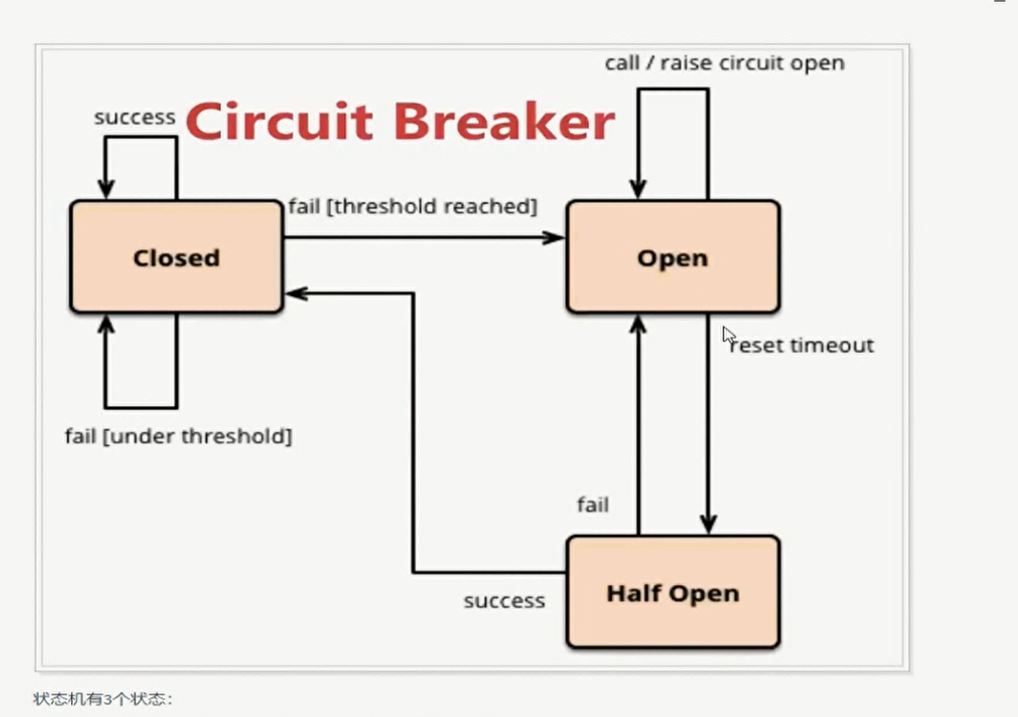 call / raise circuit open
success
Circuit Breaker
fail [threshold reached]
Closed
Open
reset timeout
fail [under threshold]
fail
Half Open
success
状态机有3个状态：